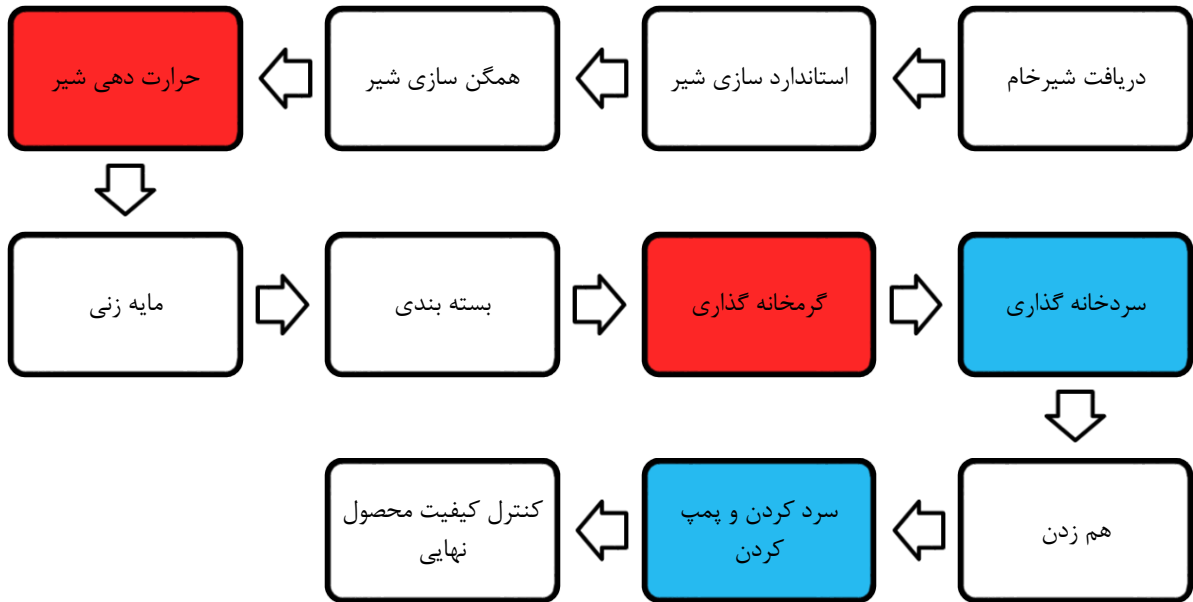 دریافت شیرخام
استاندارد سازی شیر
همگن سازی شیر
حرارت دهی شیر
مایه زنی
بسته بندی
گرمخانه گذاری
سردخانه گذاری
هم زدن
سرد کردن و پمپ
کردن
کنترل کیفیت محصول
نهایی